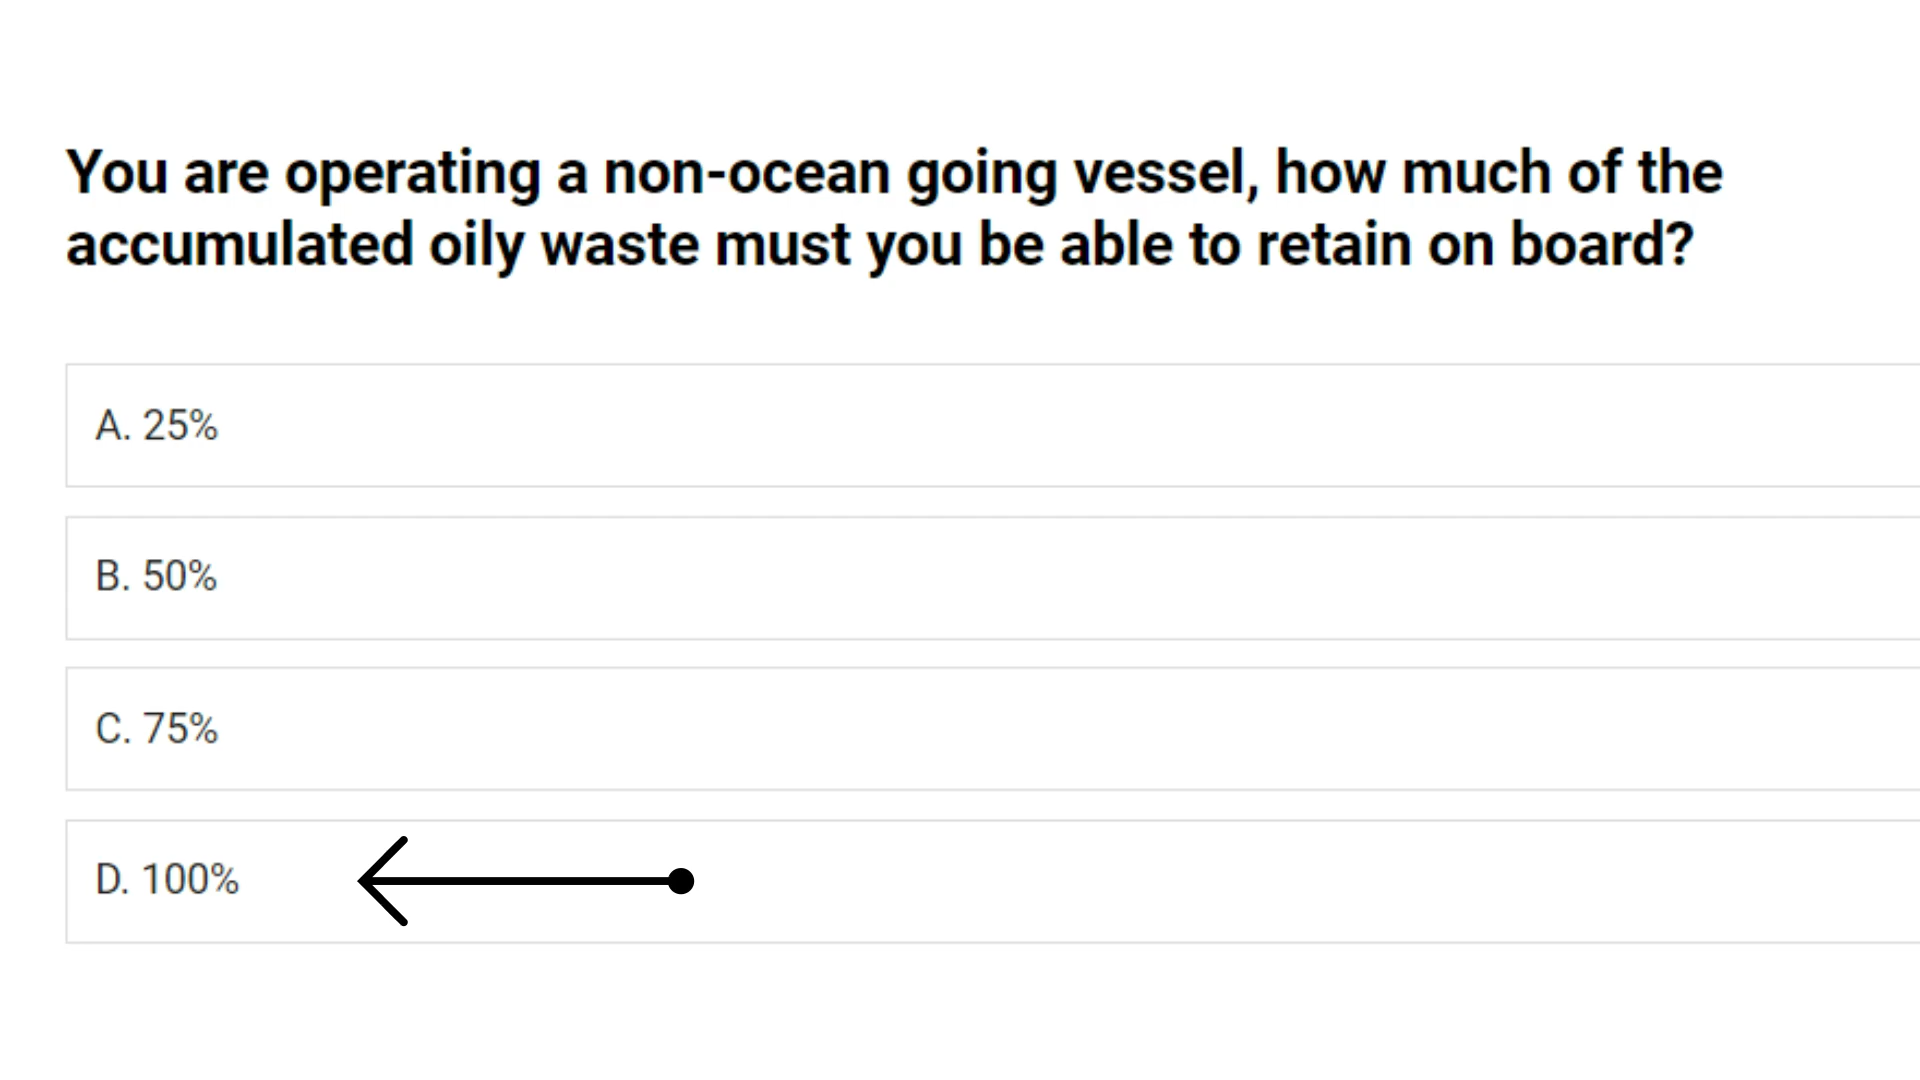 You are operating a non-ocean going vessel, how much of the
accumulated oily waste must you be able to retain on board?
A. 25%
B. 50%
C. 75%
D. 100%